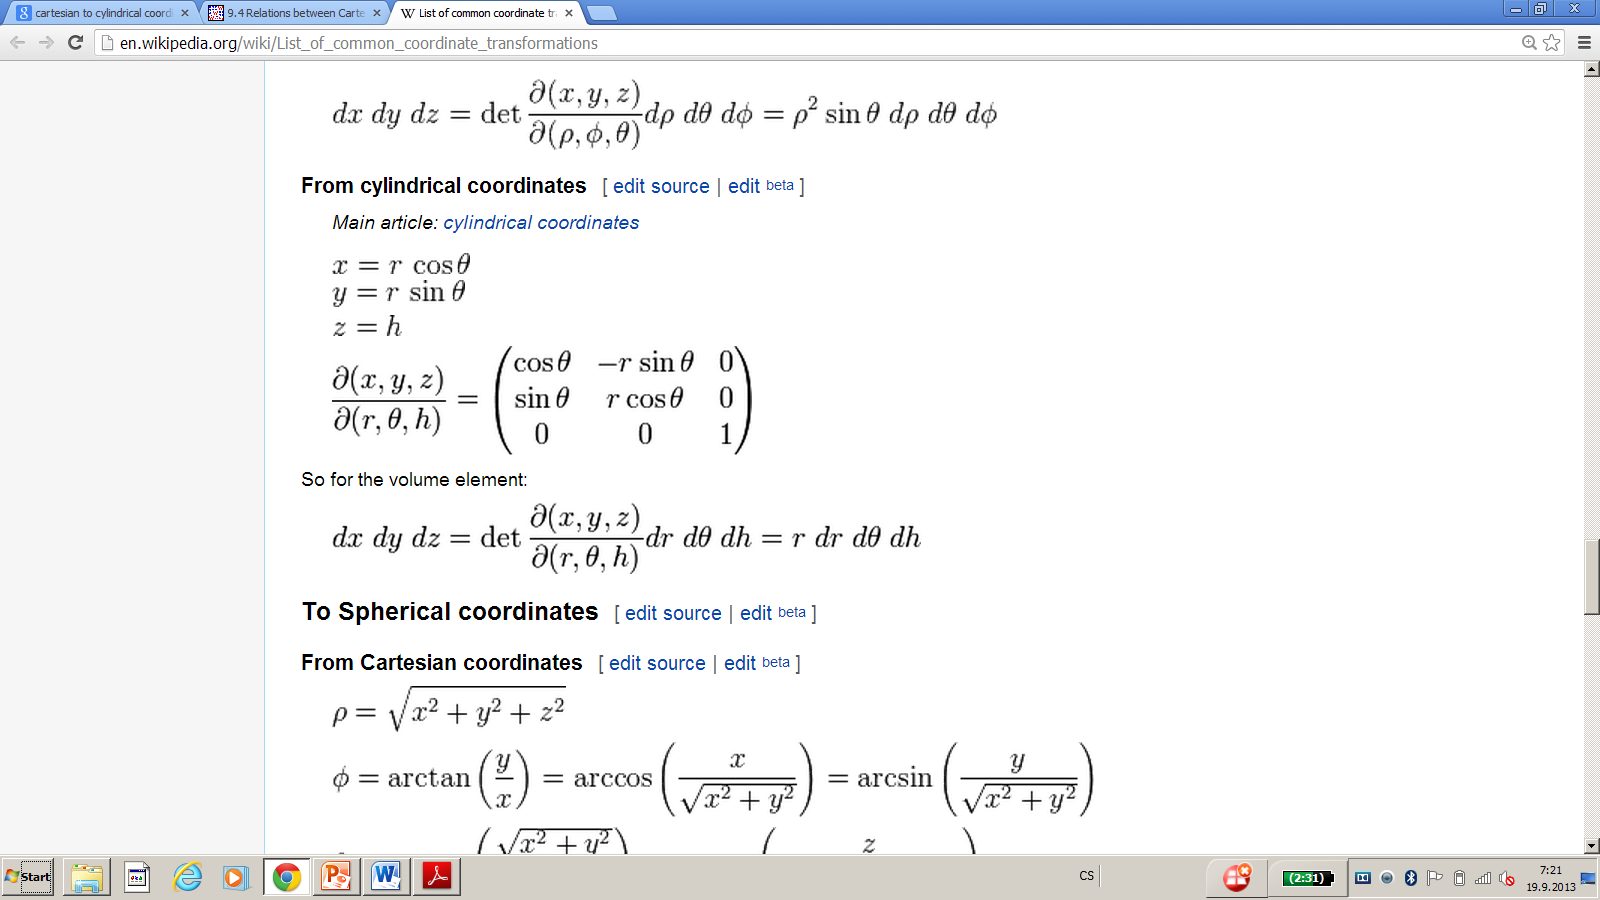 cartesian to cylindrical coord
9.4 Relations between Carte
W List of common coordinate tr
en.wikipedia.org/wiki/List_of_common_coordinate_transformations
dx dy dz = det ∂(x, y, z)/∂(ρ, φ, θ) dρ dθ dφ = ρ² sin θ dρ dθ dφ
From cylindrical coordinates [ edit source | edit beta ]
Main article: cylindrical coordinates
x = r cos θ
y = r sin θ
z = h
∂(x, y, z)/∂(r, θ, h) = ( cos θ −r sin θ 0
sin θ r cos θ 0
0 0 1 )
So for the volume element:
dx dy dz = det ∂(x, y, z)/∂(r, θ, h) dr dθ dh = r dr dθ dh
To Spherical coordinates [ edit source | edit beta ]
From Cartesian coordinates [ edit source | edit beta ]
ρ = √(x² + y² + z²)
φ = arctan (y/x) = arccos (x/√(x² + y²)) = arcsin (y/√(x² + y²))
√(x² + y²) z
Start
CS
(2:31)
7:21
19.9.2013